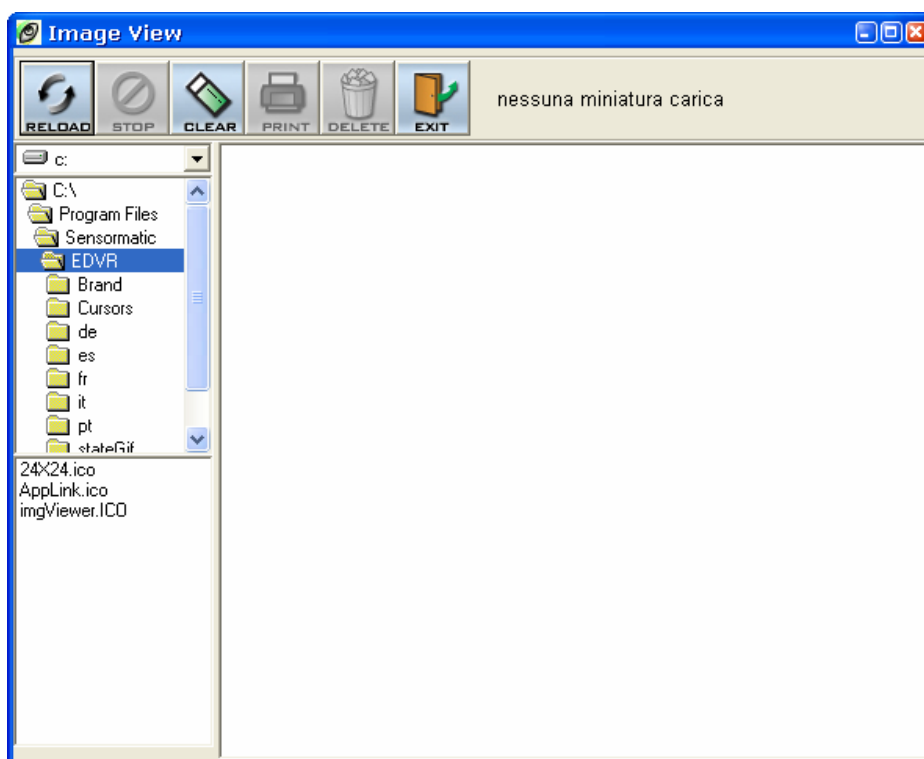 Image View
RELOAD STOP CLEAR PRINT DELETE EXIT
nessuna miniatura carica
c:
C:\
Program Files
Sensormatic
EDVR
Brand
Cursors
de
es
fr
it
pt
stateGif
24X24.ico
AppLink.ico
imgViewer.ICO